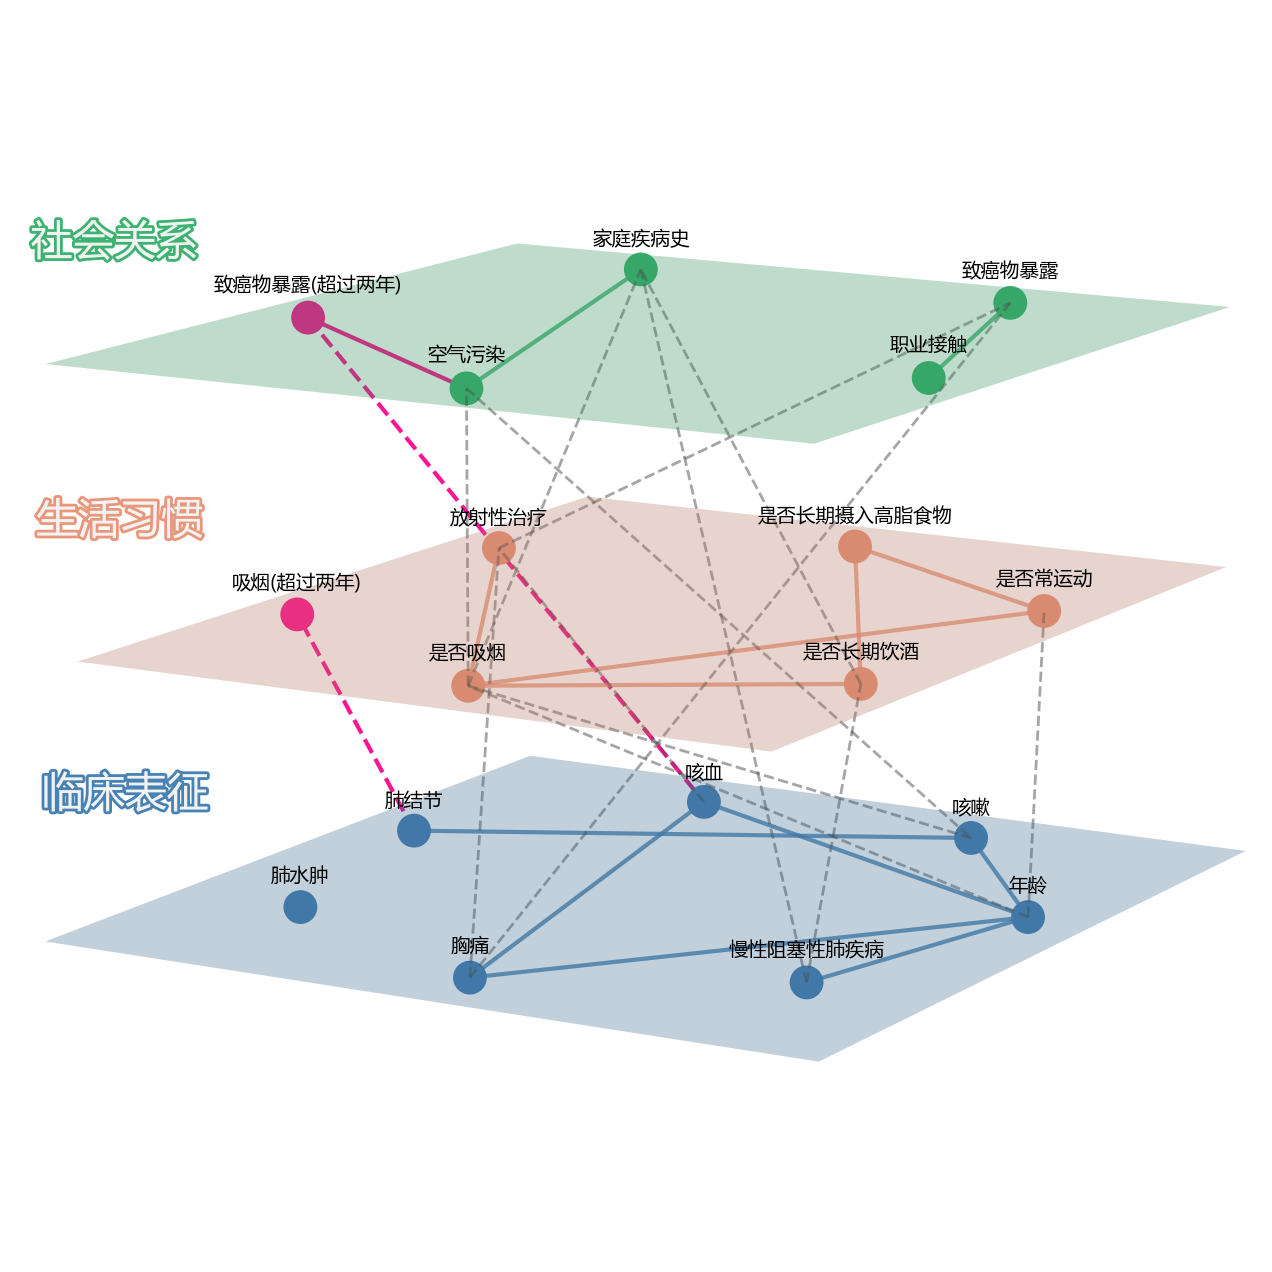 社会关系
家庭疾病史
致癌物暴露
致癌物暴露(超过两年)
职业接触
空气污染
生活习惯
放射性治疗
是否长期摄入高脂食物
是否常运动
吸烟(超过两年)
是否吸烟
是否长期饮酒
临床表征
咳血
肺结节
咳嗽
肺水肿
年龄
胸痛
慢性阻塞性肺疾病